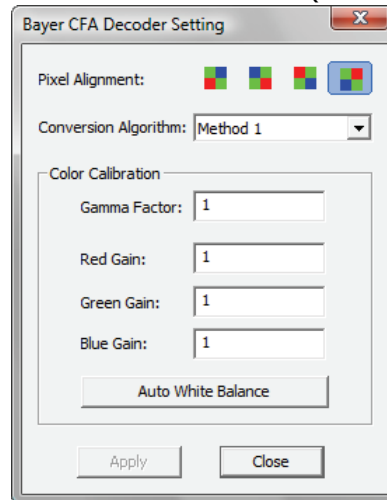 Bayer CFA Decoder Setting
Pixel Alignment:
Conversion Algorithm: Method 1
Color Calibration
Gamma Factor: 1
Red Gain: 1
Green Gain: 1
Blue Gain: 1
Auto White Balance
Apply Close